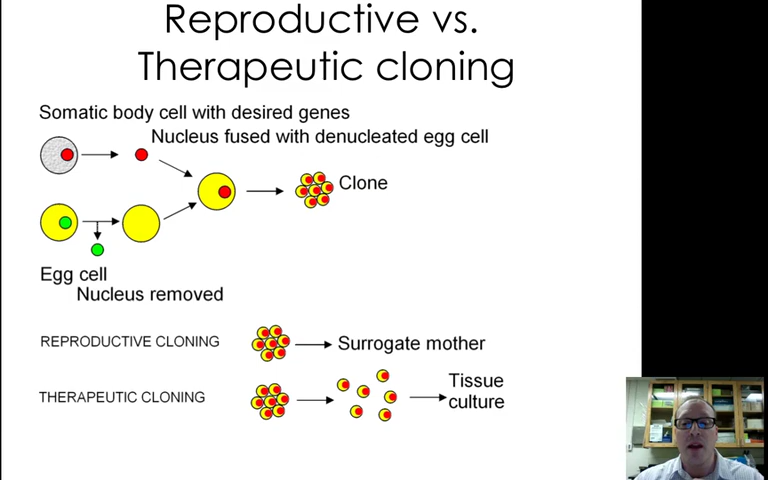 Reproductive vs.
Therapeutic cloning
Somatic body cell with desired genes
Nucleus fused with denucleated egg cell
Clone
Egg cell
Nucleus removed
REPRODUCTIVE CLONING
Surrogate mother
THERAPEUTIC CLONING
Tissue
culture